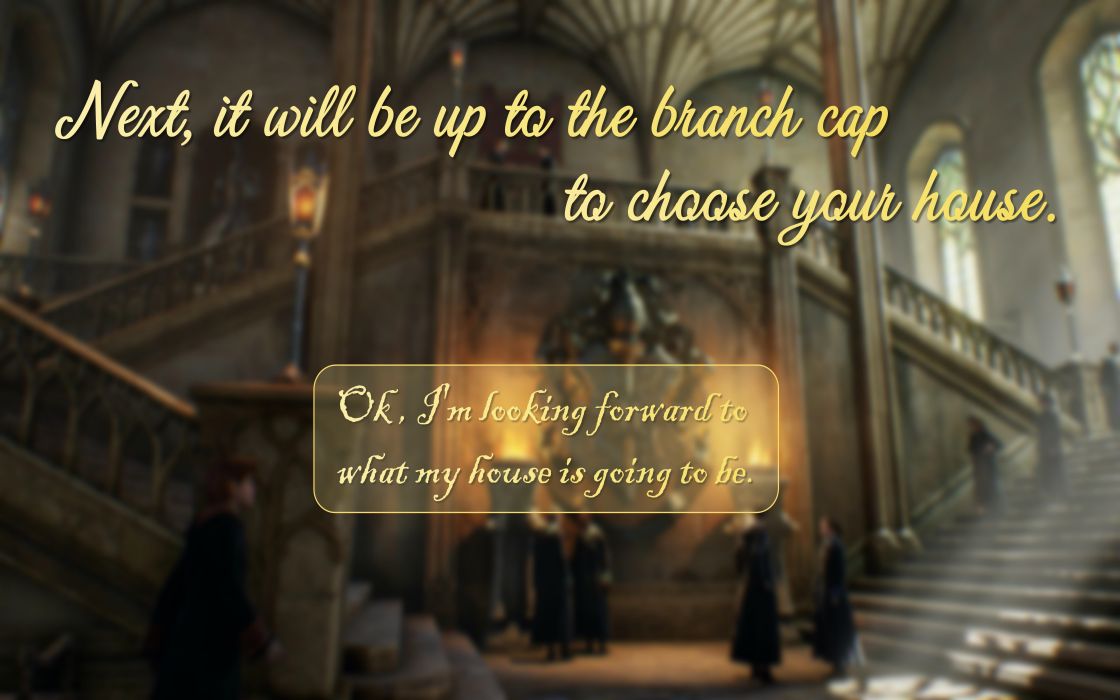 Next, it will be up to the branch cap
to choose your house.
Ok, I'm looking forward to
what my house is going to be.